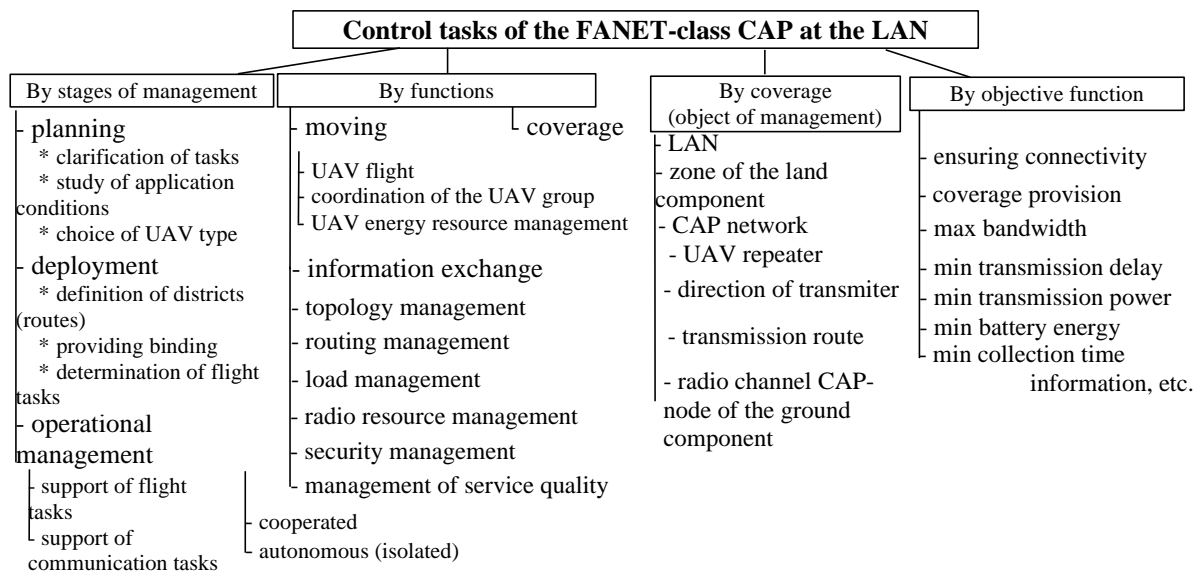 Control tasks of the FANET-class CAP at the LAN
By stages of management
- planning
* clarification of tasks
* study of application
conditions
* choice of UAV type
- deployment
* definition of districts
(routes)
* providing binding
* determination of flight
tasks
- operational
management
- support of flight
tasks
- support of
communication tasks
- cooperated
autonomous (isolated)
By functions
- moving
- coverage
- UAV flight
- coordination of the UAV group
- UAV energy resource management
- information exchange
- topology management
- routing management
- load management
- radio resource management
- security management
- management of service quality
By coverage
(object of management)
- LAN
- zone of the land
component
- CAP network
- UAV repeater
- direction of transmiter
- transmission route
- radio channel CAP-
node of the ground
component
By objective function
- ensuring connectivity
- coverage provision
- max bandwidth
- min transmission delay
- min transmission power
- min battery energy
- min collection time
information, etc.